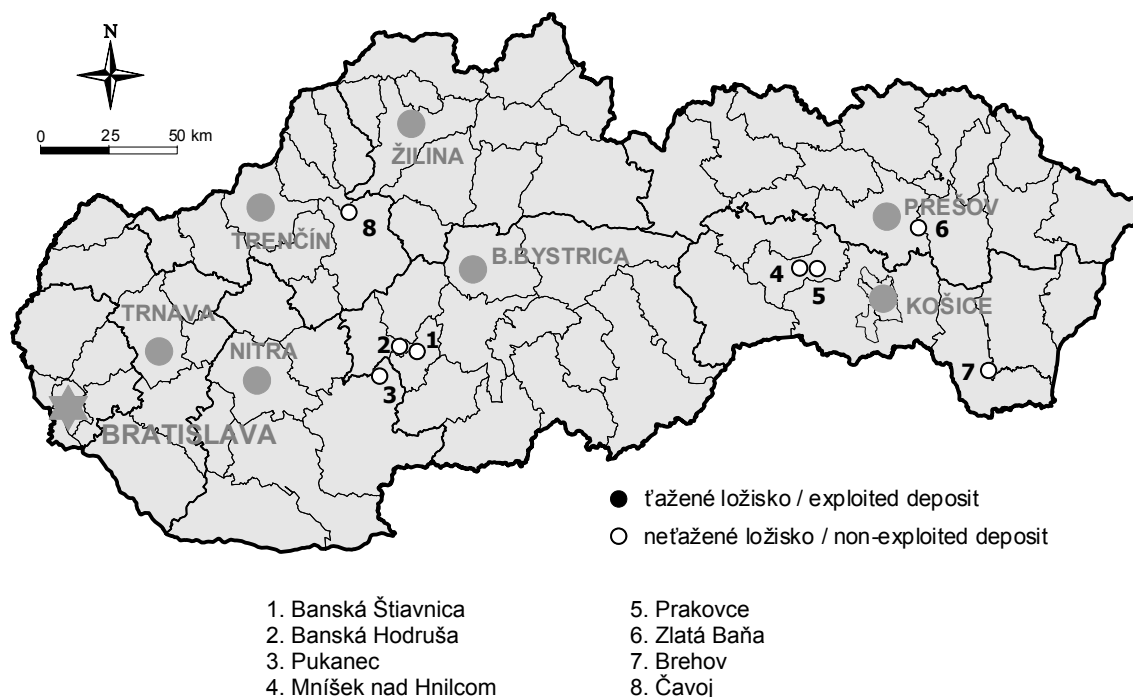 N
0 25 50 km
ŽILINA
TRENČÍN
8
PREŠOV
6
B.BYSTRICA
4
5
KOŠICE
TRNAVA
NITRA
2
1
3
7
BRATISLAVA
ťažené ložisko / exploited deposit
neťažené ložisko / non-exploited deposit
1. Banská Štiavnica
2. Banská Hodruša
3. Pukanec
4. Mníšek nad Hnilcom
5. Prakovce
6. Zlatá Baňa
7. Brehov
8. Čavoj